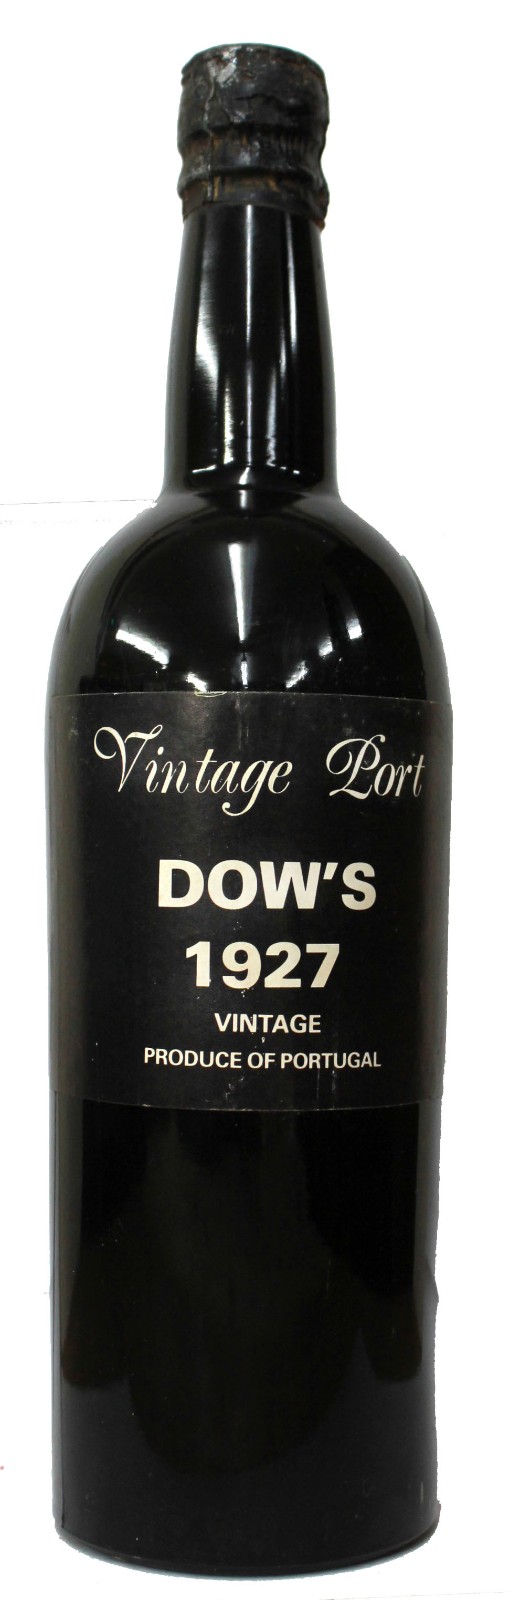 Vintage Port
DOW'S
1927
VINTAGE
PRODUCE OF PORTUGAL